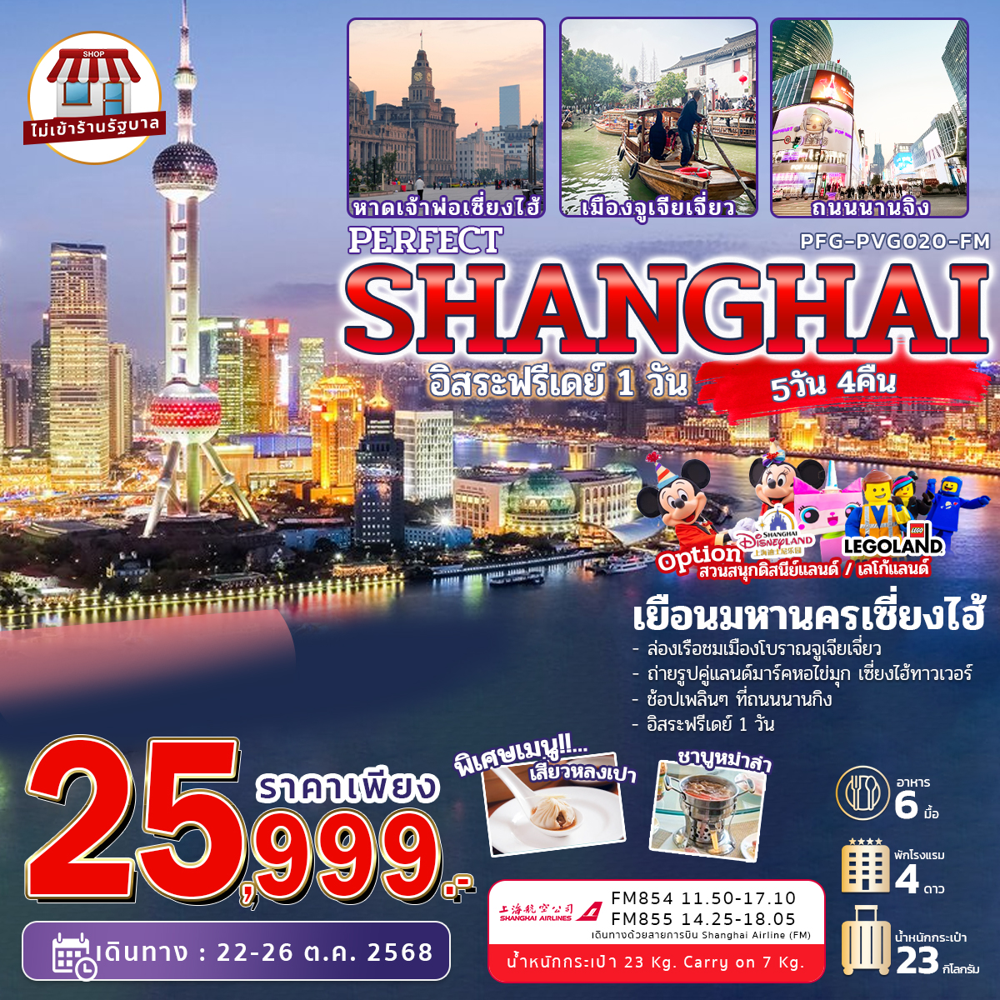 SHOP
ไม่เข้าร้านรัฐบาล
หาดเจ้าพ่อเซี่ยงไฮ้
เมืองจูเจียเจี่ยว
ถนนนานจิง
POP
PERFECT
PFG-PVG020-FM
SHANGHAI
อิสระฟรีเดย์ 1 วัน
5วัน 4คืน
SHANGHAI
DISNEYLAND
上海迪士尼乐园
LEGO
LEGOLAND
Option
สวนสนุกดิสนีย์แลนด์ / เลโก้แลนด์
เยือนมหานครเซี่ยงไฮ้
- ล่องเรือชมเมืองโบราณจูเจียเจี่ยว
- ถ่ายรูปคู่แลนด์มาร์คหอไข่มุก เซี่ยงไฮ้ทาวเวอร์
- ช้อปเพลินๆ ที่ถนนนานกิง
- อิสระฟรีเดย์ 1 วัน
พิเศษเมนู!!...
เสี่ยวหลงเปา
ชาบูหม่าล่า
ราคาเพียง
25,999.-
อาหาร
6 มื้อ
พักโรงแรม
4 ดาว
น้ำหนักกระเป๋า
23 กิโลกรัม
上海航空公司
SHANGHAI AIRLINES
FM854 11.50-17.10
FM855 14.25-18.05
เดินทางด้วยสายการบิน Shanghai Airline (FM)
น้ำหนักกระเป๋า 23 Kg. Carry on 7 Kg.
เดินทาง : 22-26 ต.ค. 2568